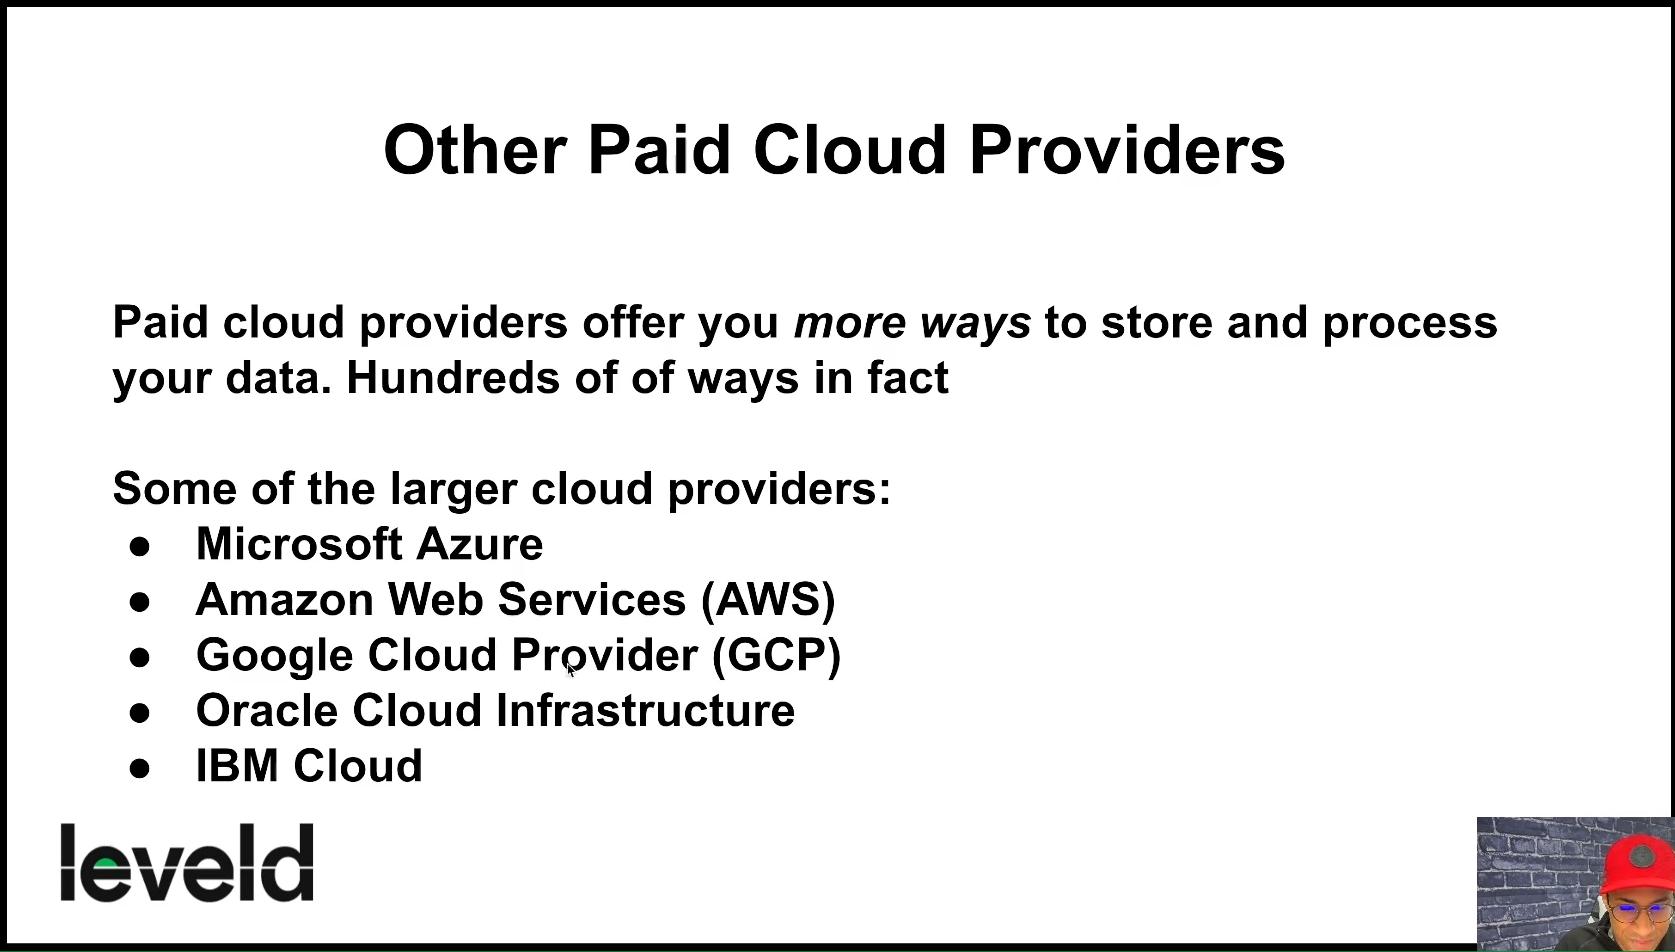 Other Paid Cloud Providers
Paid cloud providers offer you more ways to store and process
your data. Hundreds of of ways in fact
Some of the larger cloud providers:
● Microsoft Azure
● Amazon Web Services (AWS)
● Google Cloud Provider (GCP)
● Oracle Cloud Infrastructure
● IBM Cloud
leveld